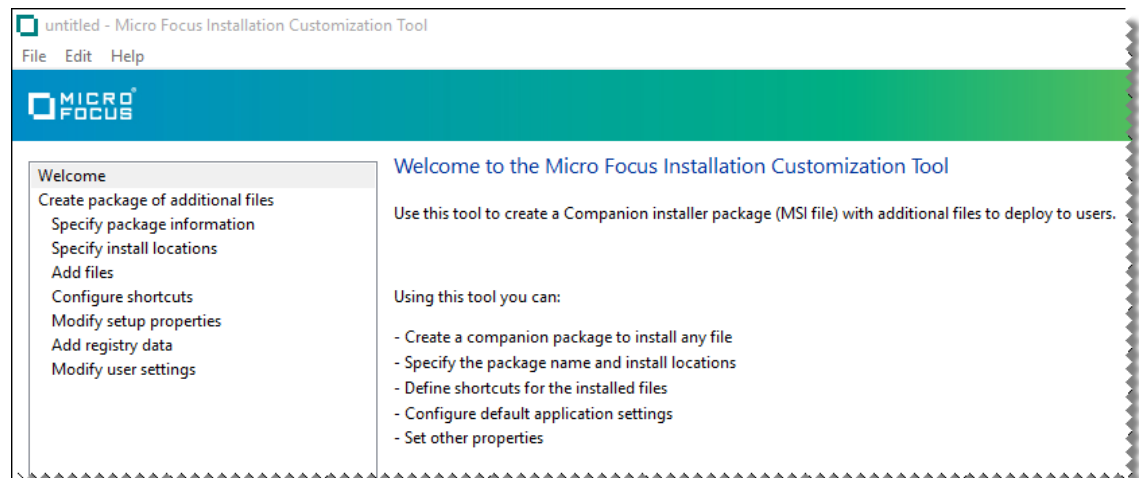 untitled - Micro Focus Installation Customization Tool
File Edit Help
MICRO
FOCUS
Welcome
Create package of additional files
Specify package information
Specify install locations
Add files
Configure shortcuts
Modify setup properties
Add registry data
Modify user settings
Welcome to the Micro Focus Installation Customization Tool
Use this tool to create a Companion installer package (MSI file) with additional files to deploy to users.
Using this tool you can:
- Create a companion package to install any file
- Specify the package name and install locations
- Define shortcuts for the installed files
- Configure default application settings
- Set other properties